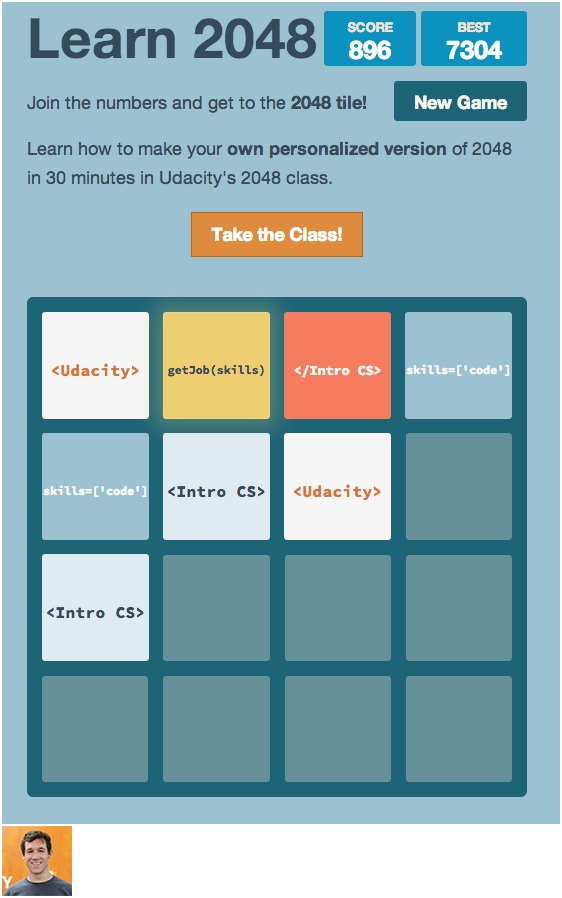 Learn 2048
SCORE
896
BEST
7304
Join the numbers and get to the 2048 tile!
New Game
Learn how to make your own personalized version of 2048
in 30 minutes in Udacity's 2048 class.
Take the Class!
<Udacity>
getJob(skills)
</Intro CS>
skills=['code']
skills=['code']
<Intro CS>
<Udacity>
<Intro CS>
Y